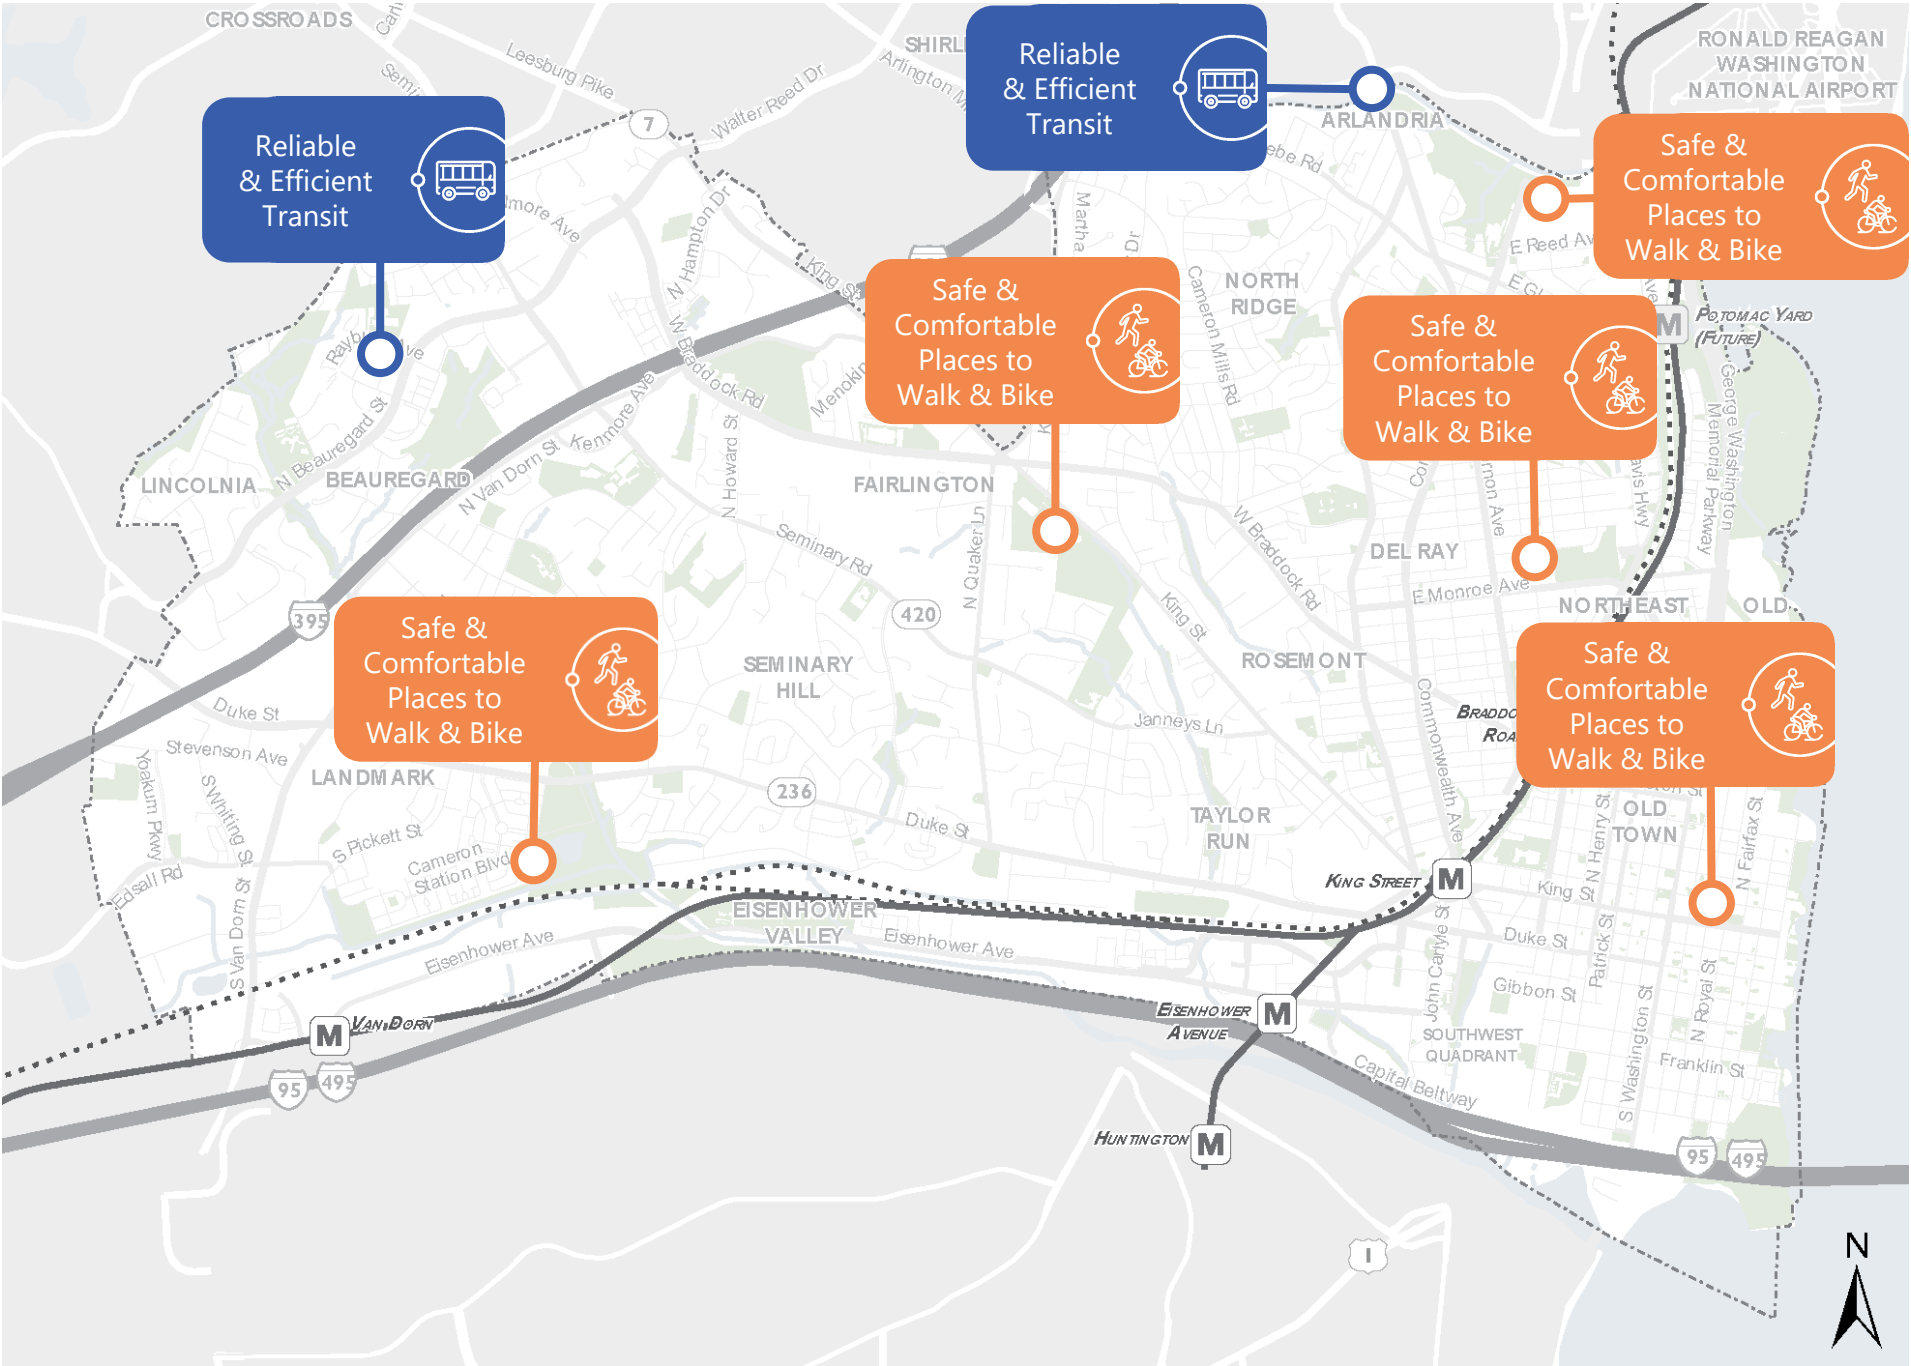 CROSSROADS
Leesburg Pike
7
Walter Reed Dr
Arlington
Reliable
& Efficient
Transit
ARLANDRIA
RONALD REAGAN
WASHINGTON
NATIONAL AIRPORT
Reliable
& Efficient
Transit
Safe &
Comfortable
Places to
Walk & Bike
E Reed
N Hampton Dr
King St
Martha
Dr
Safe &
Comfortable
Places to
Walk & Bike
NORTH
RIDGE
Cameron Mills Rd
Safe &
Comfortable
Places to
Walk & Bike
M
POTOMAC YARD
(FUTURE)
George Washington
Memorial Parkway
W Braddock Rd
Kenmore Ave
N Howard St
N Van Dorn St
N Beauregard St
LINCOLNIA
BEAUREGARD
FAIRLINGTON
Seminary Rd
N Quaker Ln
W Braddock Rd
DEL RAY
E Monroe Ave
NORTHEAST
OLD
395
420
King St
Safe &
Comfortable
Places to
Walk & Bike
SEMINARY
HILL
ROSEMONT
Janneys Ln
Commonwealth Ave
Safe &
Comfortable
Places to
Walk & Bike
Duke St
Stevenson Ave
LANDMARK
Yoakum Pkwy
S Whiting St
236
Duke St
TAYLOR
RUN
OLD
TOWN
N Henry St
N Fairfax St
S Pickett St
Cameron
Station Blvd
Edsall Rd
S Van Dorn St
KING STREET
M
King St
EISENHOWER
VALLEY
Eisenhower Ave
Eisenhower Ave
Duke St
Patrick St
John Carlyle St
Gibbon St
N Royal St
S Washington St
M
VAN DORN
EISENHOWER
AVENUE
M
SOUTHWEST
QUADRANT
Franklin St
95
495
Capital Beltway
HUNTINGTON
M
95
495
1
N